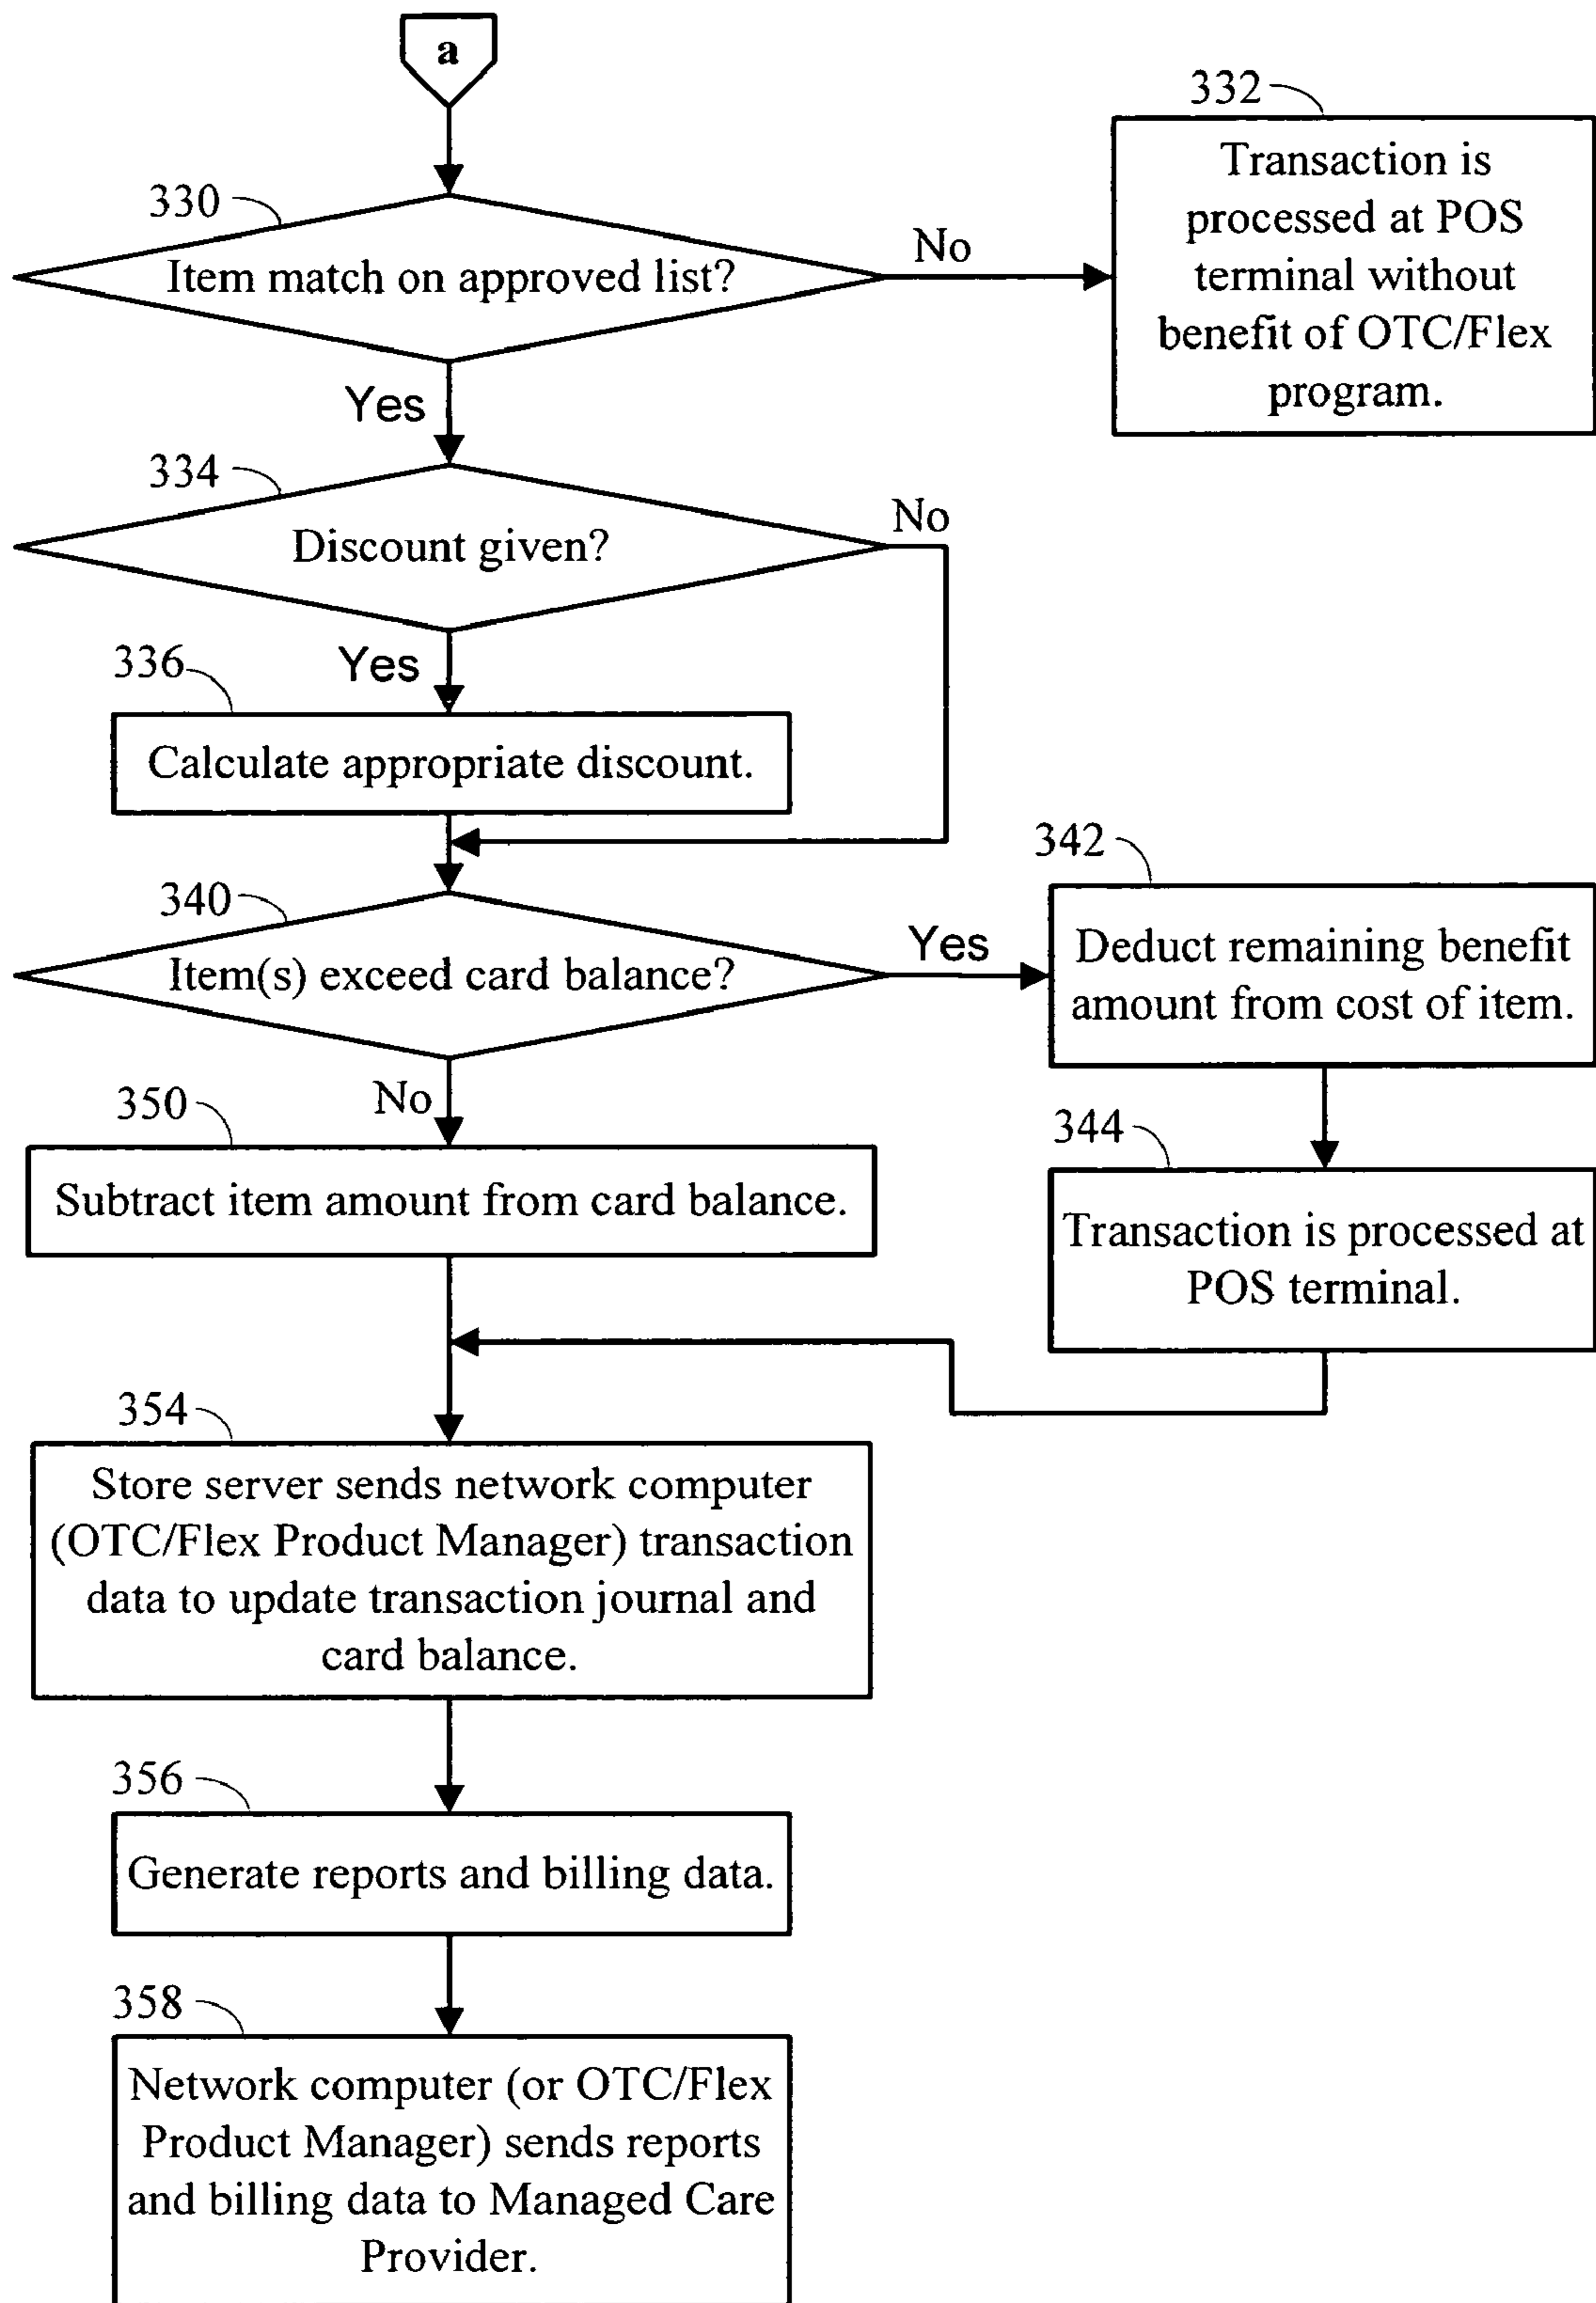 a
330
Item match on approved list?
No
332
Transaction is
processed at POS
terminal without
benefit of OTC/Flex
program.
Yes
334
Discount given?
No
Yes
336
Calculate appropriate discount.
340
Item(s) exceed card balance?
Yes
342
Deduct remaining benefit
amount from cost of item.
344
Transaction is processed at
POS terminal.
No
350
Subtract item amount from card balance.
354
Store server sends network computer
(OTC/Flex Product Manager) transaction
data to update transaction journal and
card balance.
356
Generate reports and billing data.
358
Network computer (or OTC/Flex
Product Manager) sends reports
and billing data to Managed Care
Provider.